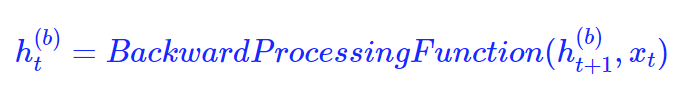 h_t^{(b)} = BackwardProcessingFunction(h_{t+1}^{(b)}, x_t)